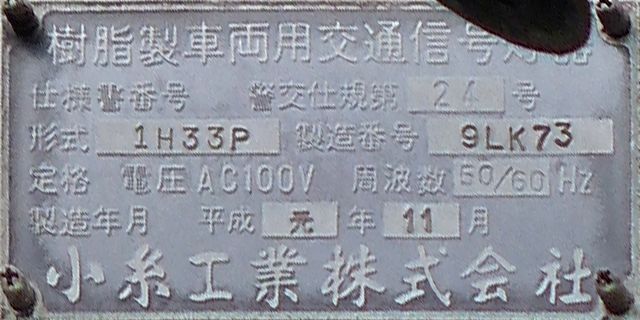 樹脂製車両用交通信号灯器
仕様書番号 警交仕規第 24 号
形式 1H33P 製造番号 9LK73
定格 電圧 AC100V 周波数 50/60 Hz
製造年月 平成 元 年 11 月
小糸工業株式会社